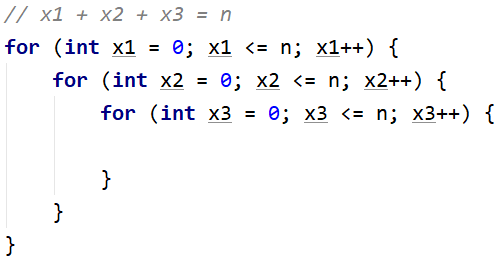 // x1 + x2 + x3 = n
for (int x1 = 0; x1 <= n; x1++) {
    for (int x2 = 0; x2 <= n; x2++) {
        for (int x3 = 0; x3 <= n; x3++) {
        }
    }
}